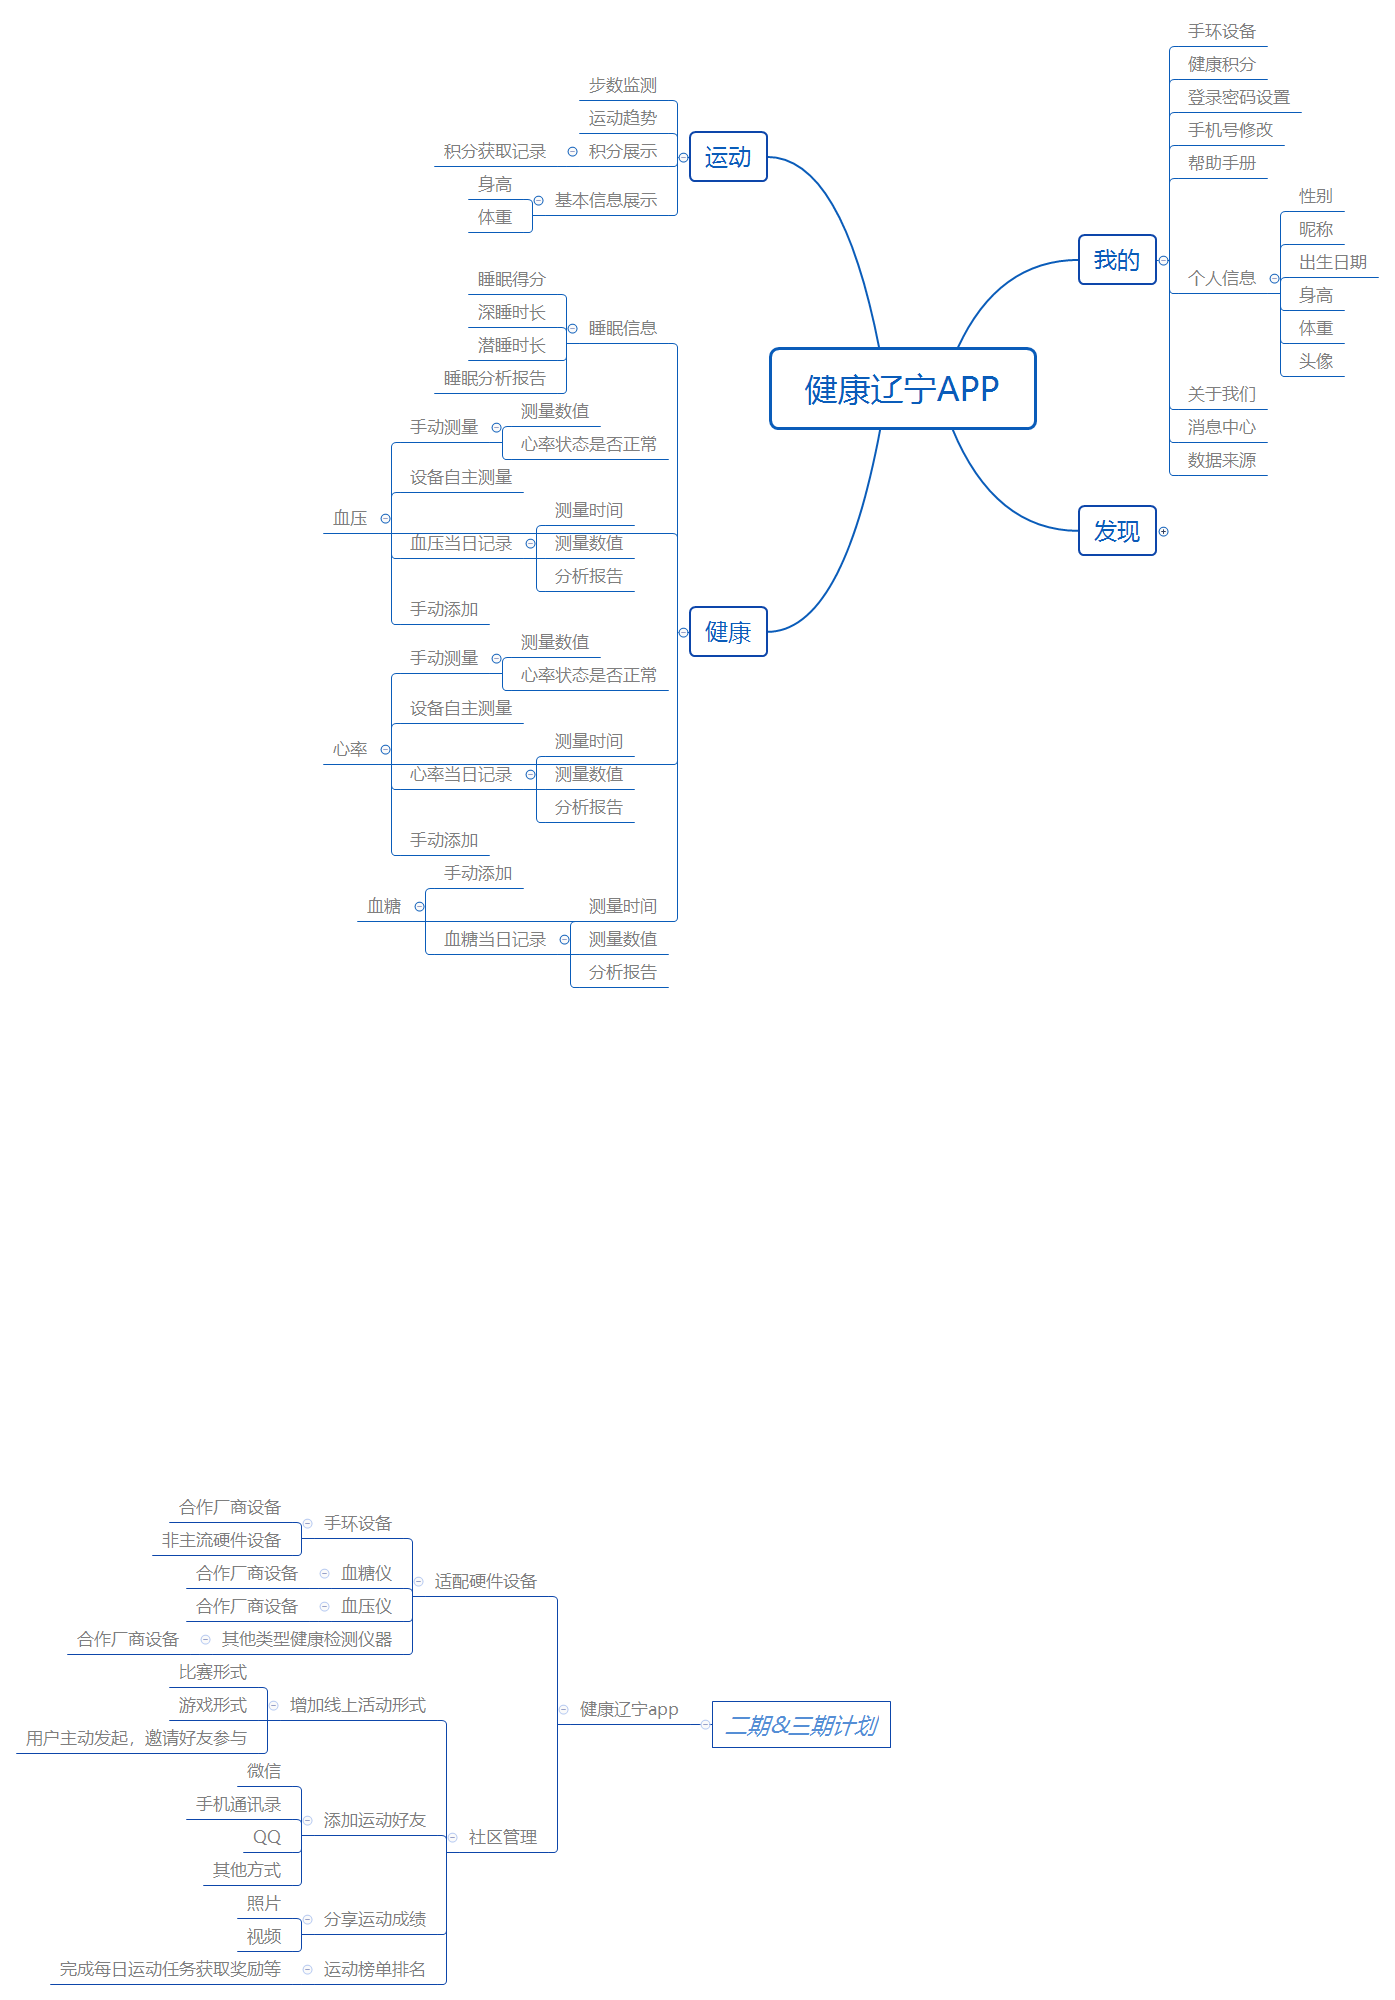 健康辽宁APP
运动
步数监测
运动趋势
积分展示
积分获取记录
基本信息展示
身高
体重
健康
睡眠信息
睡眠得分
深睡时长
潜睡时长
睡眠分析报告
血压
手动测量
测量数值
心率状态是否正常
设备自主测量
血压当日记录
测量时间
测量数值
分析报告
手动添加
心率
手动测量
测量数值
心率状态是否正常
设备自主测量
心率当日记录
测量时间
测量数值
分析报告
手动添加
血糖
手动添加
血糖当日记录
测量时间
测量数值
分析报告
我的
手环设备
健康积分
登录密码设置
手机号修改
帮助手册
个人信息
性别
昵称
出生日期
身高
体重
头像
关于我们
消息中心
数据来源
发现
二期&三期计划
健康辽宁app
适配硬件设备
手环设备
合作厂商设备
非主流硬件设备
血糖仪
合作厂商设备
血压仪
合作厂商设备
其他类型健康检测仪器
合作厂商设备
社区管理
增加线上活动形式
比赛形式
游戏形式
用户主动发起，邀请好友参与
添加运动好友
微信
手机通讯录
QQ
其他方式
分享运动成绩
照片
视频
运动榜单排名
完成每日运动任务获取奖励等